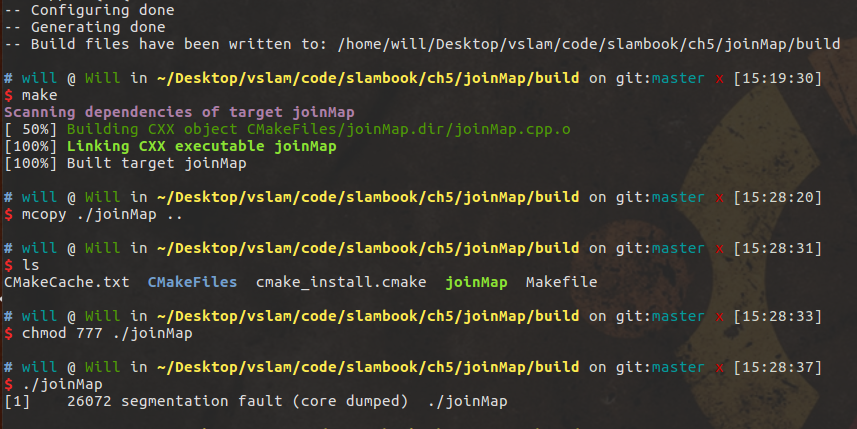 -- Configuring done
-- Generating done
-- Build files have been written to: /home/will/Desktop/vslam/code/slambook/ch5/joinMap/build
# will @ Will in ~/Desktop/vslam/code/slambook/ch5/joinMap/build on git:master x [15:19:30]
$ make
Scanning dependencies of target joinMap
[ 50%] Building CXX object CMakeFiles/joinMap.dir/joinMap.cpp.o
[100%] Linking CXX executable joinMap
[100%] Built target joinMap
# will @ Will in ~/Desktop/vslam/code/slambook/ch5/joinMap/build on git:master x [15:28:20]
$ mcopy ./joinMap ..
# will @ Will in ~/Desktop/vslam/code/slambook/ch5/joinMap/build on git:master x [15:28:31]
$ ls
CMakeCache.txt  CMakeFiles  cmake_install.cmake  joinMap  Makefile
# will @ Will in ~/Desktop/vslam/code/slambook/ch5/joinMap/build on git:master x [15:28:33]
$ chmod 777 ./joinMap
# will @ Will in ~/Desktop/vslam/code/slambook/ch5/joinMap/build on git:master x [15:28:37]
$ ./joinMap
[1]    26072 segmentation fault (core dumped)  ./joinMap